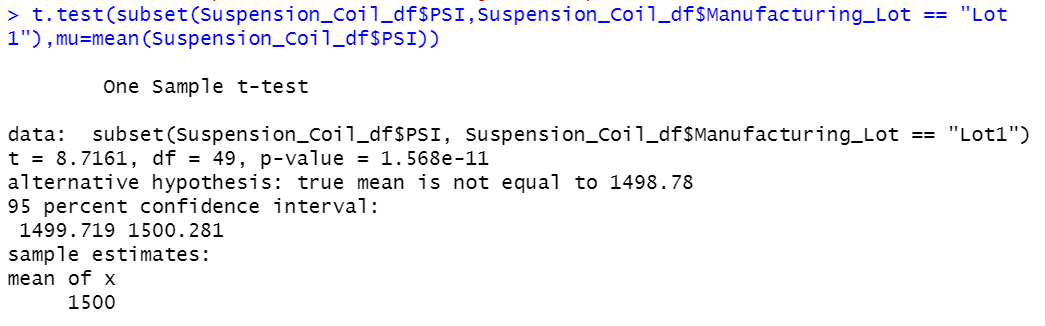 > t.test(subset(Suspension_Coil_df$PSI,Suspension_Coil_df$Manufacturing_Lot == "Lot
1"),mu=mean(Suspension_Coil_df$PSI))
One Sample t-test
data:  subset(Suspension_Coil_df$PSI, Suspension_Coil_df$Manufacturing_Lot == "Lot1")
t = 8.7161, df = 49, p-value = 1.568e-11
alternative hypothesis: true mean is not equal to 1498.78
95 percent confidence interval:
1499.719 1500.281
sample estimates:
mean of x
1500